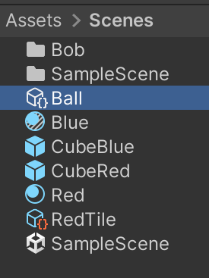 Assets > Scenes
Bob
SampleScene
Ball
Blue
CubeBlue
CubeRed
Red
RedTile
SampleScene